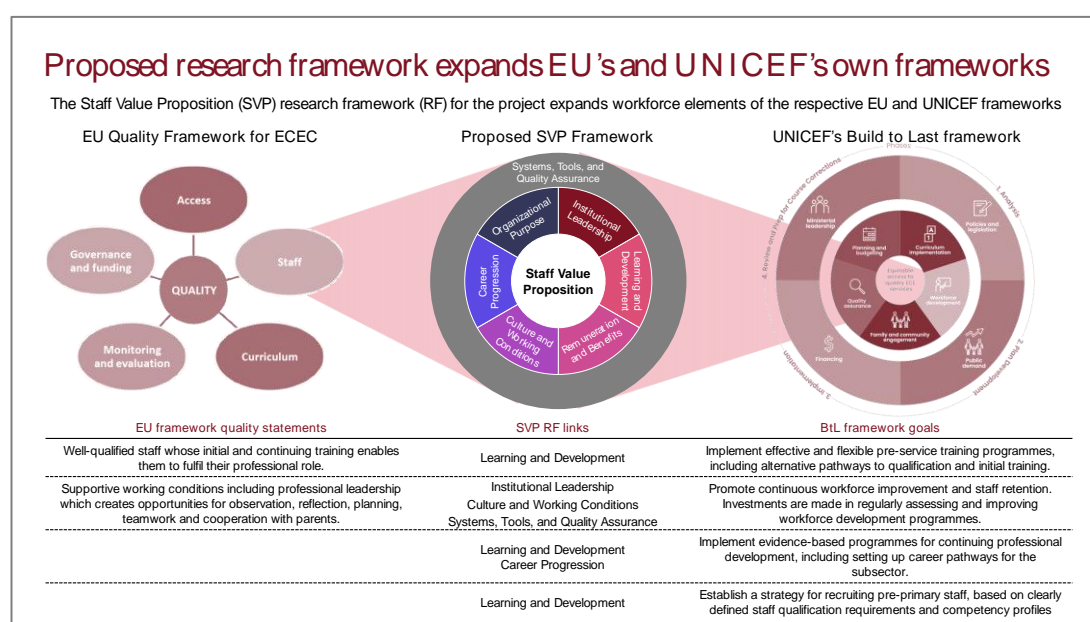 Proposed research framework expands EU's and UNICEF's own frameworks
The Staff Value Proposition (SVP) research framework (RF) for the project expands workforce elements of the respective EU and UNICEF frameworks
EU Quality Framework for ECEC
Access
Governance
and funding
Staff
QUALITY
Monitoring
and evaluation
Curriculum
Proposed SVP Framework
Systems, Tools, and
Quality Assurance
Organizational
Purpose
Institutional
Leadership
Career
Progression
Staff Value
Proposition
Learning and
Development
Culture and
Working
Conditions
Remuneration
and Benefits
UNICEF's Build to Last framework
Phases
1. Analysis
2. Plan Development
3. Implementation
4. Review and Prep for Course Corrections
Ministerial
leadership
Policies and
legislation
Planning and
budgeting
Curriculum
implementation
Equitable
access to
quality ECE
services
Quality
assurance
Workforce
development
Family and community
engagement
Financing
Public
demand
EU framework quality statements
SVP RF links
BtL framework goals
Well-qualified staff whose initial and continuing training enables
them to fulfil their professional role.
Learning and Development
Implement effective and flexible pre-service training programmes,
including alternative pathways to qualification and initial training.
Supportive working conditions including professional leadership
which creates opportunities for observation, reflection, planning,
teamwork and cooperation with parents.
Institutional Leadership
Culture and Working Conditions
Systems, Tools, and Quality Assurance
Promote continuous workforce improvement and staff retention.
Investments are made in regularly assessing and improving
workforce development programmes.
Learning and Development
Career Progression
Implement evidence-based programmes for continuing professional
development, including setting up career pathways for the
subsector.
Learning and Development
Establish a strategy for recruiting pre-primary staff, based on clearly
defined staff qualification requirements and competency profiles